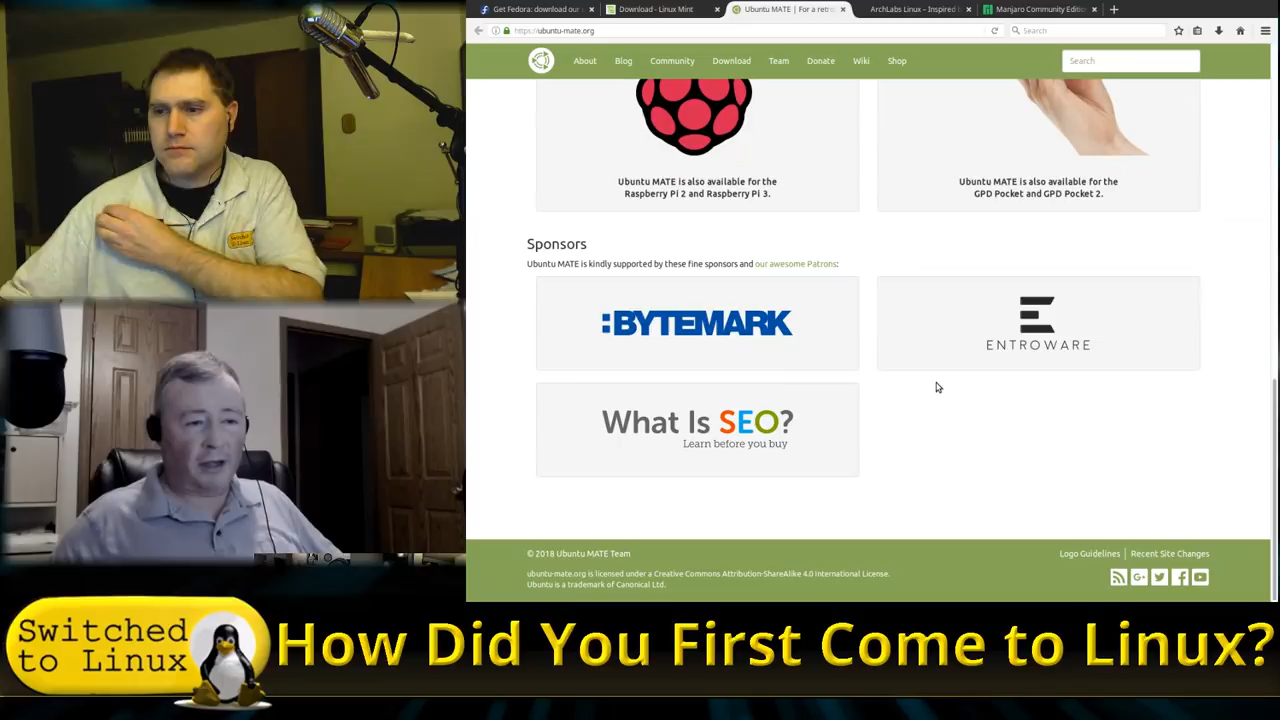 Get Fedora: download our
Download - Linux Mint
Ubuntu MATE | For a retro
ArchLabs Linux – Inspired b
Manjaro Community Editio
https://ubuntu-mate.org
Search
About
Blog
Community
Download
Team
Donate
Wiki
Shop
Search
Ubuntu MATE is also available for the
Raspberry Pi 2 and Raspberry Pi 3.
Ubuntu MATE is also available for the
GPD Pocket and GPD Pocket 2.
Sponsors
Ubuntu MATE is kindly supported by these fine sponsors and our awesome Patrons:
:BYTEMARK
ENTROWARE
What Is SEO?
Learn before you buy
© 2018 Ubuntu MATE Team
Logo Guidelines | Recent Site Changes
ubuntu-mate.org is licensed under a Creative Commons Attribution-ShareAlike 4.0 International License.
Ubuntu is a trademark of Canonical Ltd.
Switched
to Linux
Switched
to Linux
How Did You First Come to Linux?